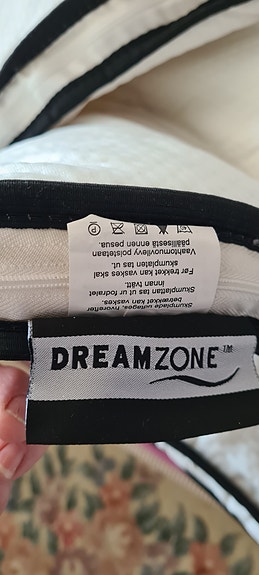 Skumplade udtages, hvorefter
betrækket kan vaskes.
Skumplattan tas ut ur fodralet
innan tvätt.
Før trekket kan vaskes skal
skumplaten tas ut.
Vaahtomuovilevy poistetaan
päällisestä ennen pesua.
P
DREAMZONE™